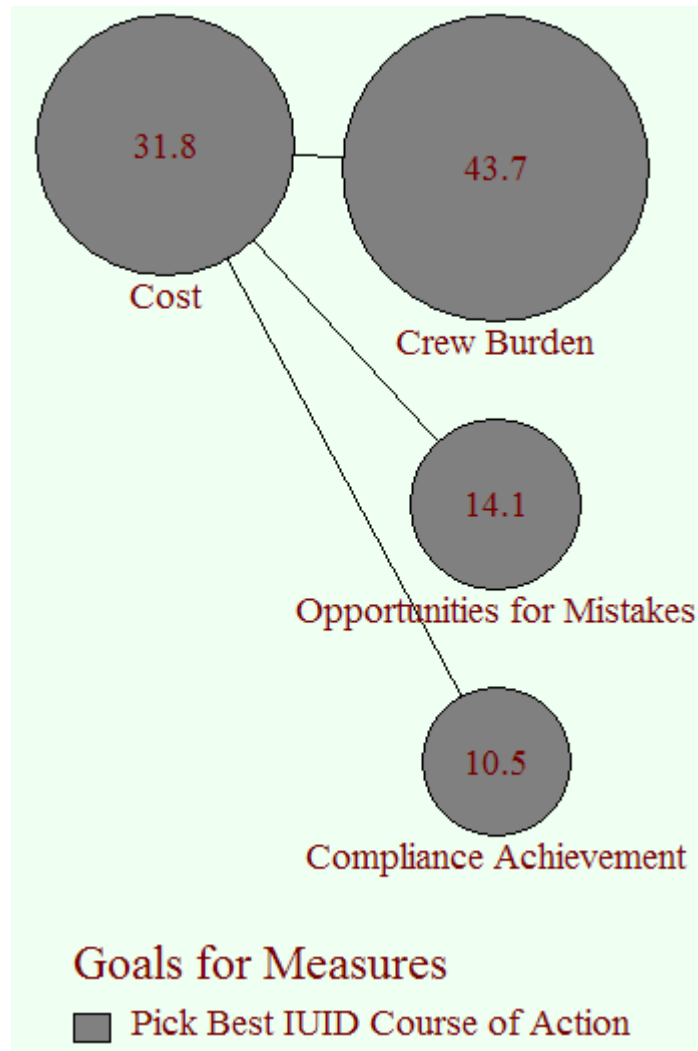 31.8
43.7
Cost
Crew Burden
14.1
Opportunities for Mistakes
10.5
Compliance Achievement
Goals for Measures
Pick Best IUID Course of Action